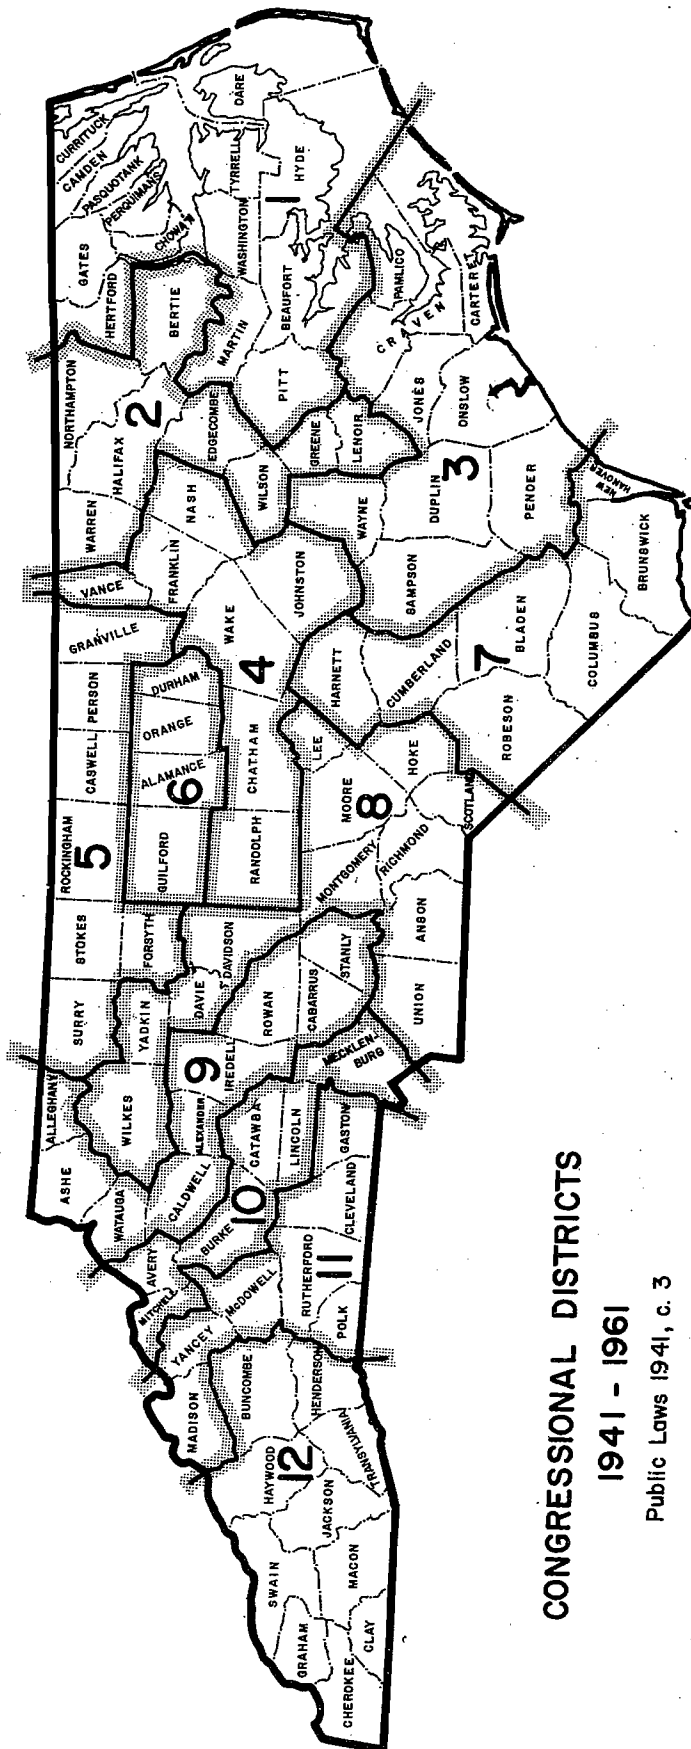 CURRITUCK
CAMDEN
PASQUOTANK
PERQUIMANS
CHOWAN
GATES
HERTFORD
BERTIE
DARE
TYRRELL
WASHINGTON
HYDE
1
BEAUFORT
MARTIN
PITT
NORTHAMPTON
HALIFAX
2
WARREN
EDGECOMBE
WILSON
GREENE
LENOIR
PAMLICO
CRAVEN
CARTERET
JONES
ONSLOW
3
DUPLIN
WAYNE
SAMPSON
PENDER
NASH
FRANKLIN
VANCE
WAKE
JOHNSTON
4
CHATHAM
RANDOLPH
GRANVILLE
PERSON
CASWELL
ROCKINGHAM
5
STOKES
SURRY
FORSYTH
DURHAM
ORANGE
ALAMANCE
6
GUILFORD
HARNETT
CUMBERLAND
7
BLADEN
ROBESON
COLUMBUS
BRUNSWICK
NEW
HANOVER
LEE
MOORE
8
HOKE
SCOTLAND
RICHMOND
MONTGOMERY
ANSON
UNION
DAVIDSON
DAVIE
YADKIN
WILKES
9
IREDELL
ROWAN
CABARRUS
STANLY
ALEXANDER
CALDWELL
WATAUGA
ASHE
ALLEGHANY
MECKLEN-
BURG
LINCOLN
CATAWBA
10
BURKE
AVERY
MITCHELL
GASTON
CLEVELAND
RUTHERFORD
11
POLK
McDOWELL
YANCEY
MADISON
BUNCOMBE
HENDERSON
TRANSYLVANIA
HAYWOOD
12
JACKSON
SWAIN
MACON
GRAHAM
CLAY
CHEROKEE
CONGRESSIONAL DISTRICTS
1941 - 1961
Public Laws 1941, c. 3